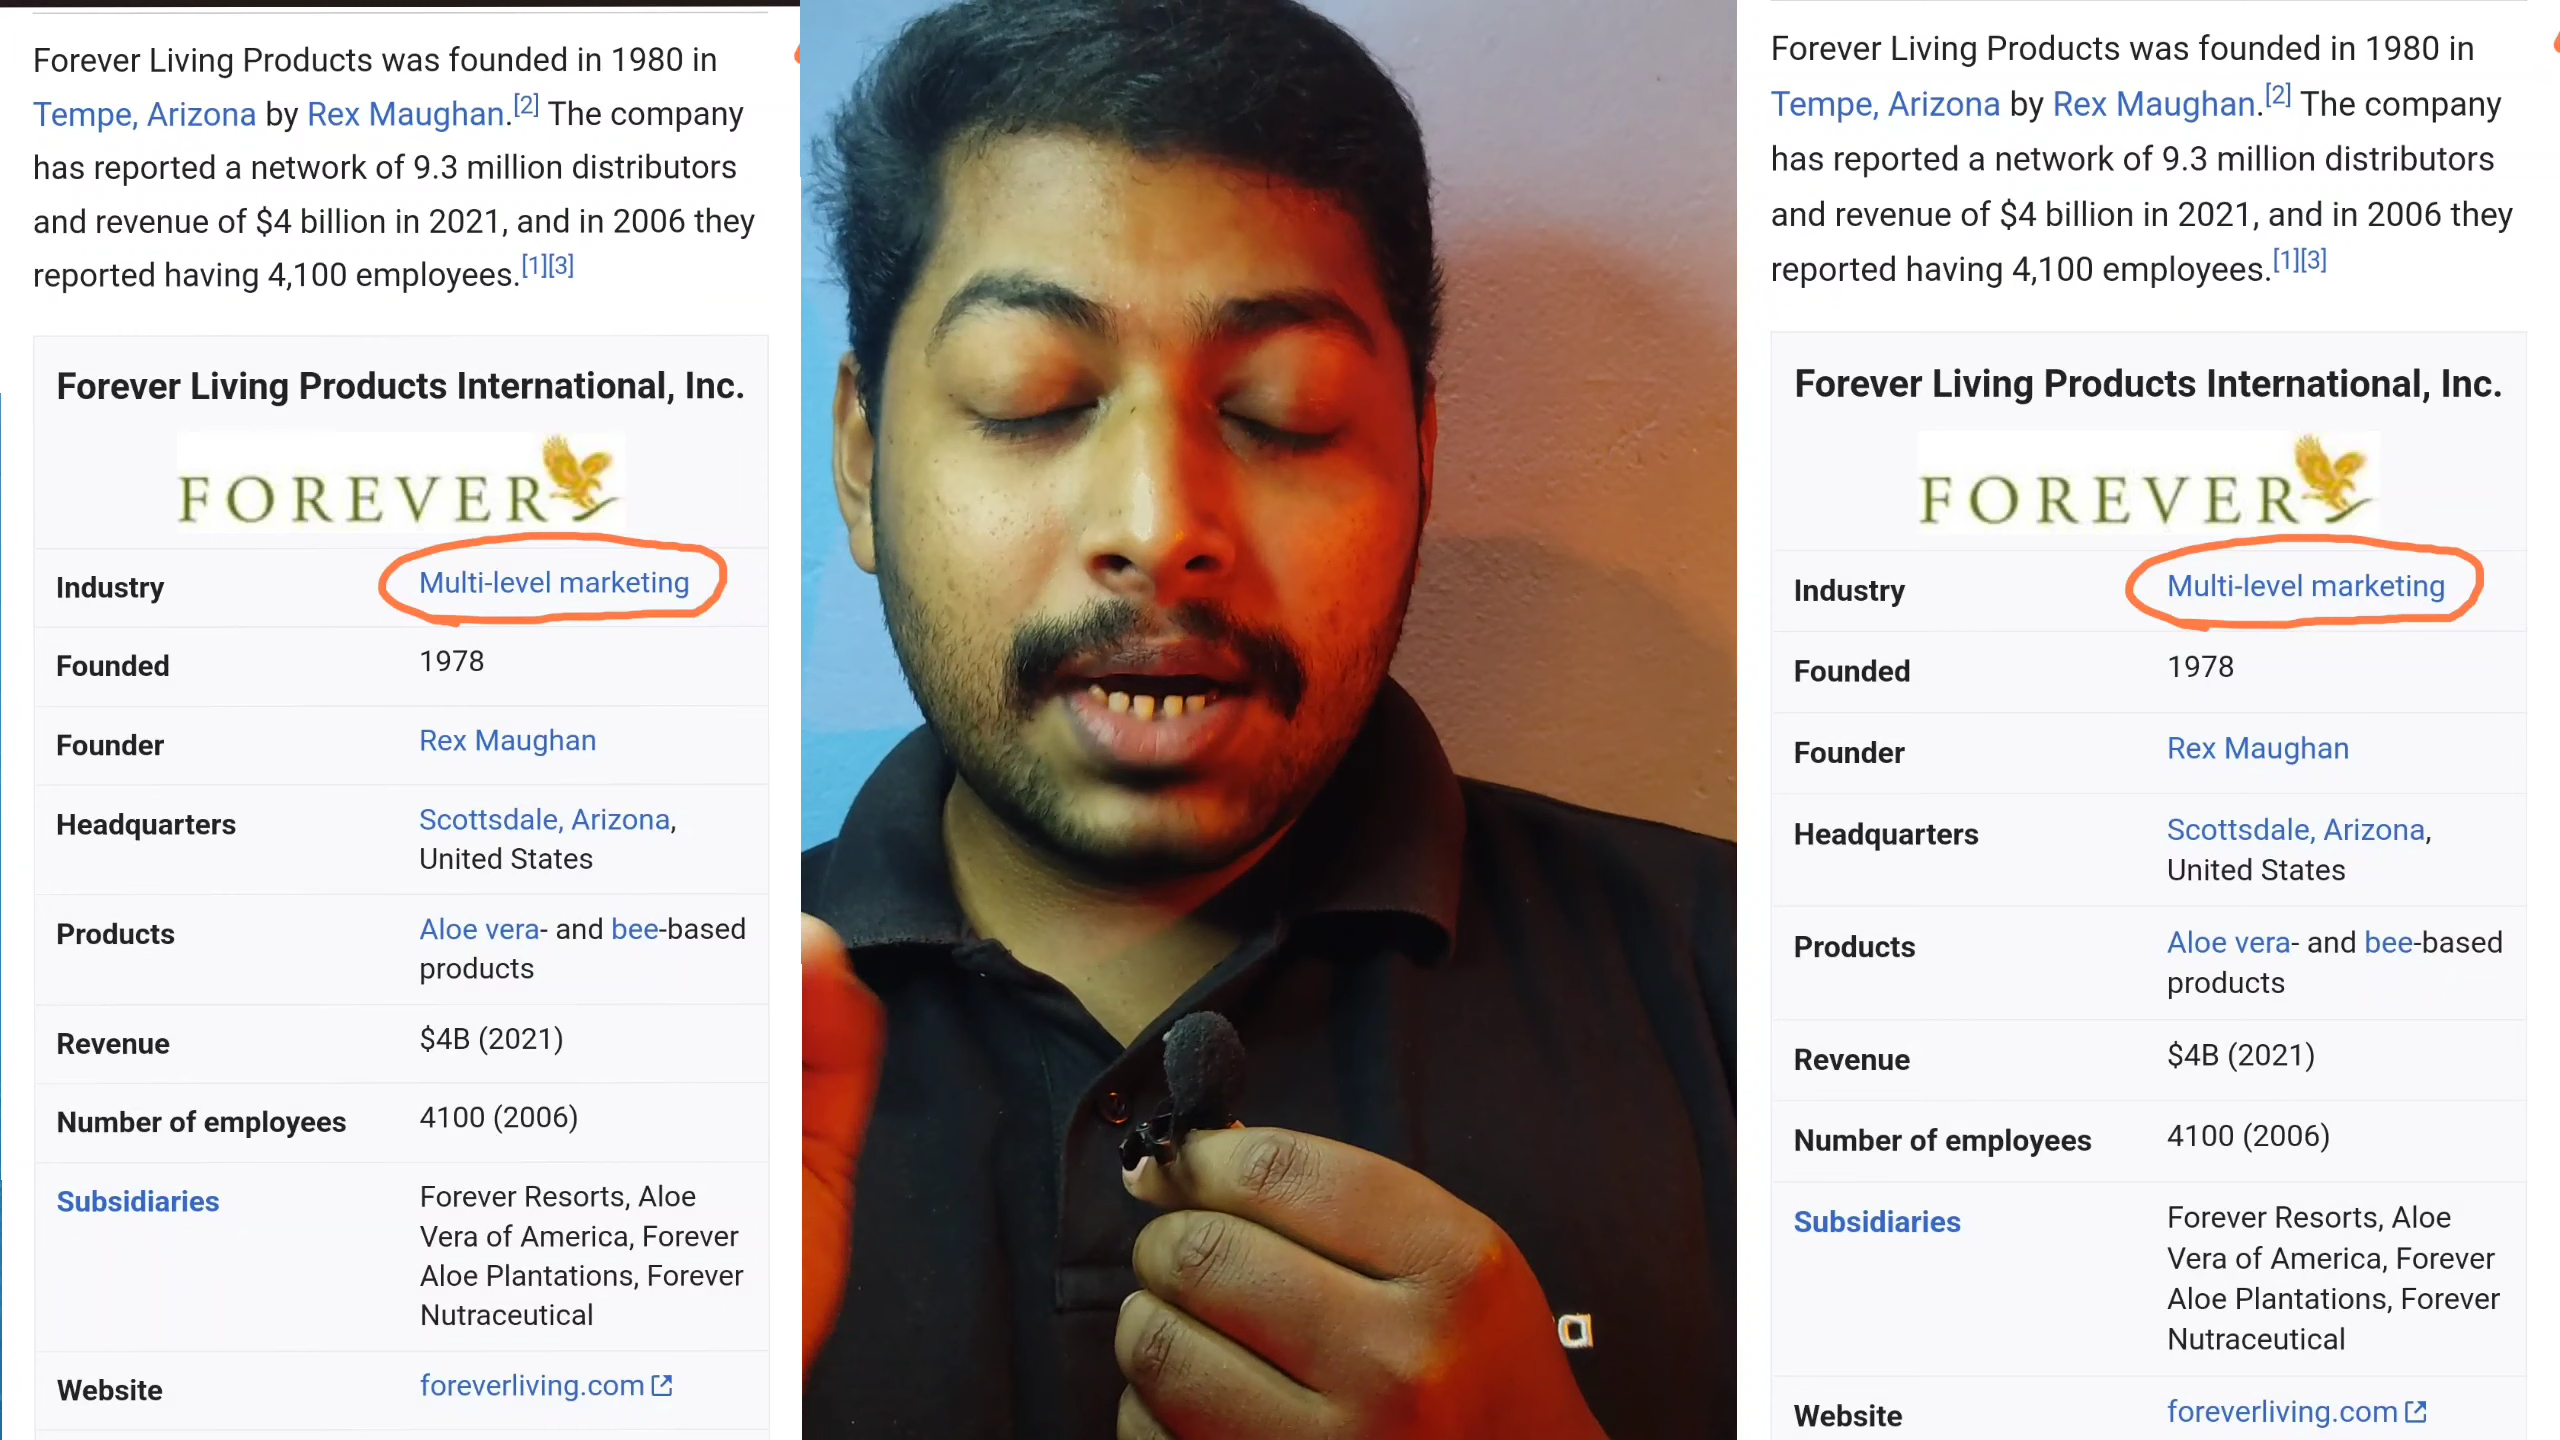 Forever Living Products was founded in 1980 in
Tempe, Arizona by Rex Maughan.[2] The company
has reported a network of 9.3 million distributors
and revenue of $4 billion in 2021, and in 2006 they
reported having 4,100 employees.[1][3]
Forever Living Products International, Inc.
FOREVER
Industry Multi-level marketing
Founded 1978
Founder Rex Maughan
Headquarters Scottsdale, Arizona,
United States
Products Aloe vera- and bee-based
products
Revenue $4B (2021)
Number of employees 4100 (2006)
Subsidiaries Forever Resorts, Aloe
Vera of America, Forever
Aloe Plantations, Forever
Nutraceutical
Website foreverliving.com
Forever Living Products was founded in 1980 in
Tempe, Arizona by Rex Maughan.[2] The company
has reported a network of 9.3 million distributors
and revenue of $4 billion in 2021, and in 2006 they
reported having 4,100 employees.[1][3]
Forever Living Products International, Inc.
FOREVER
Industry Multi-level marketing
Founded 1978
Founder Rex Maughan
Headquarters Scottsdale, Arizona,
United States
Products Aloe vera- and bee-based
products
Revenue $4B (2021)
Number of employees 4100 (2006)
Subsidiaries Forever Resorts, Aloe
Vera of America, Forever
Aloe Plantations, Forever
Nutraceutical
Website foreverliving.com